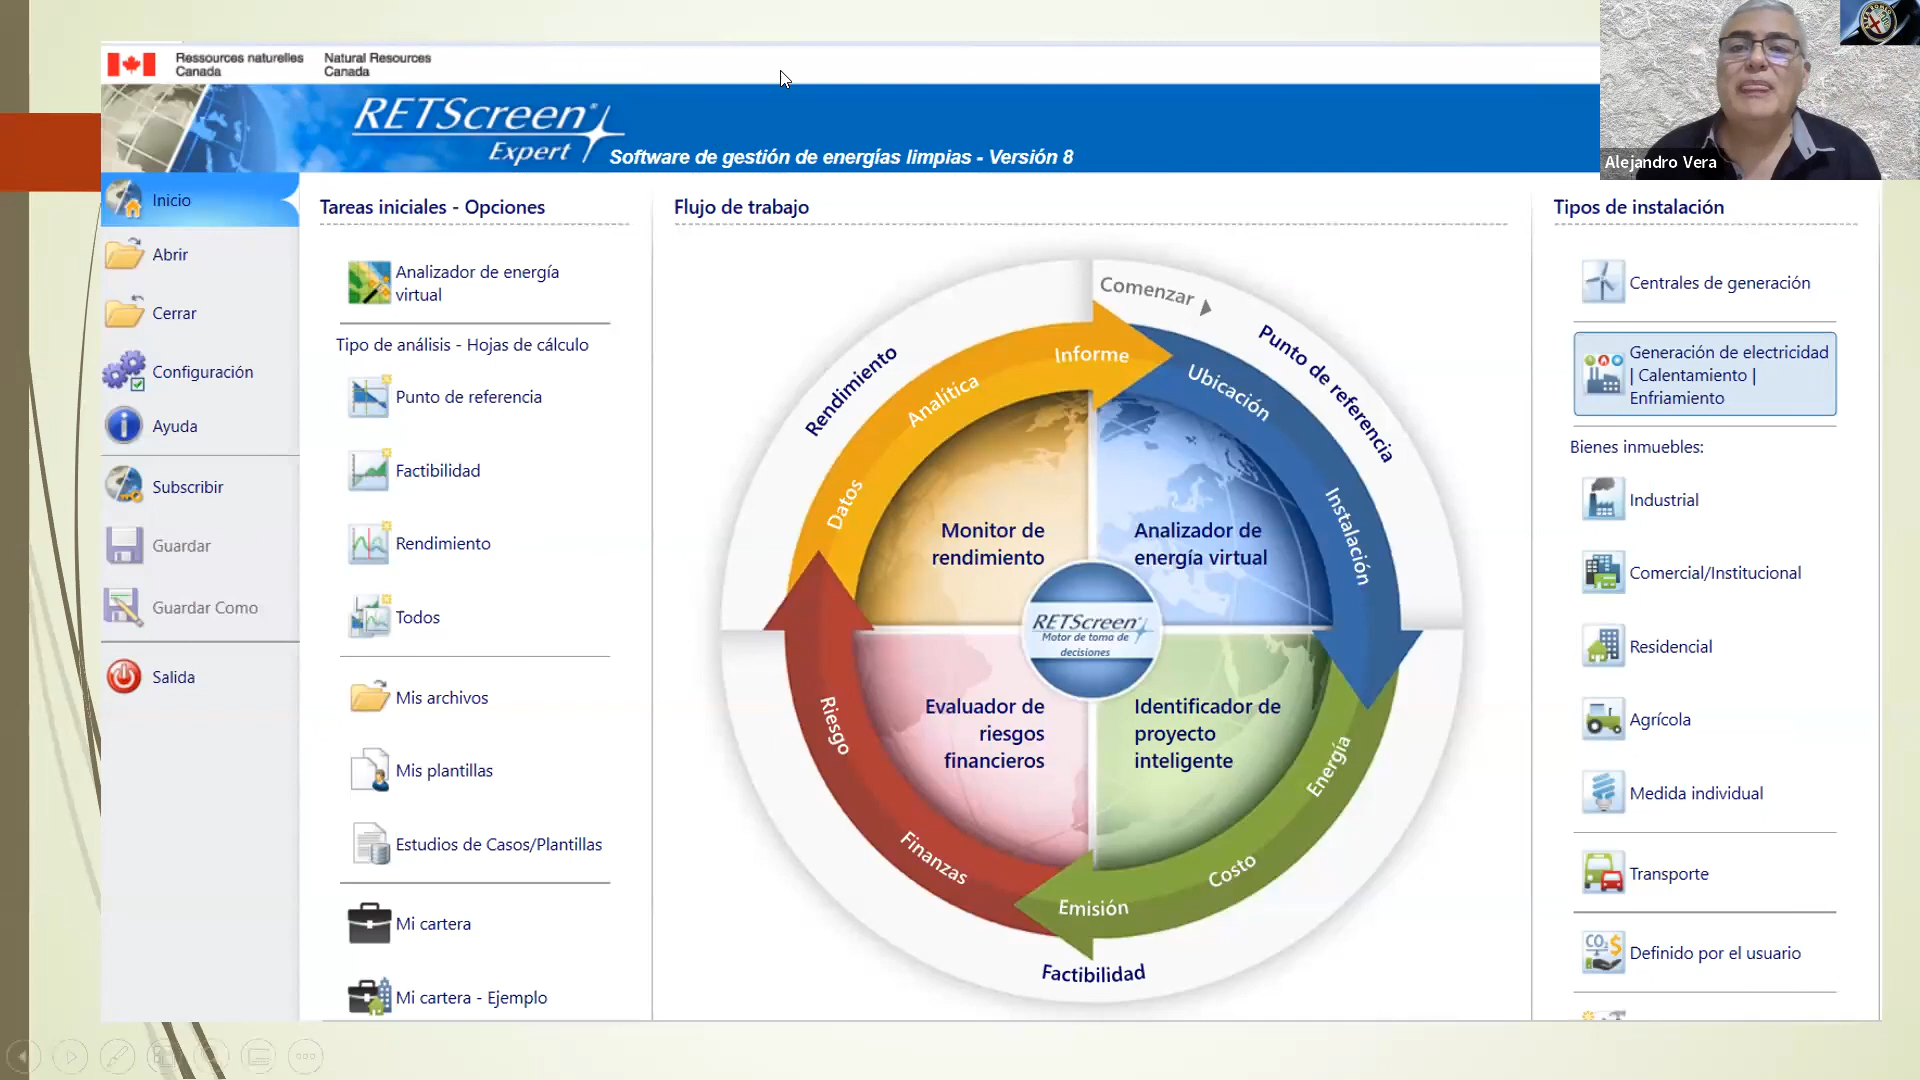 Ressources naturelles
Canada
Natural Resources
Canada
RETScreen®
Expert
Software de gestión de energías limpias - Versión 8
Alejandro Vera
Inicio
Abrir
Cerrar
Configuración
Ayuda
Subscribir
Guardar
Guardar Como
Salida
Tareas iniciales - Opciones
Analizador de energía
virtual
Tipo de análisis - Hojas de cálculo
Punto de referencia
Factibilidad
Rendimiento
Todos
Mis archivos
Mis plantillas
Estudios de Casos/Plantillas
Mi cartera
Mi cartera - Ejemplo
Flujo de trabajo
Comenzar
Punto de referencia
Ubicación
Instalación
Energía
Costo
Emisión
Factibilidad
Finanzas
Riesgo
Datos
Analítica
Informe
Rendimiento
Monitor de
rendimiento
Analizador de
energía virtual
RETScreen®
Motor de toma de
decisiones
Evaluador de
riesgos
financieros
Identificador de
proyecto
inteligente
Tipos de instalación
Centrales de generación
Generación de electricidad
| Calentamiento |
Enfriamiento
Bienes inmuebles:
Industrial
Comercial/Institucional
Residencial
Agrícola
Medida individual
Transporte
CO₂ $
Definido por el usuario